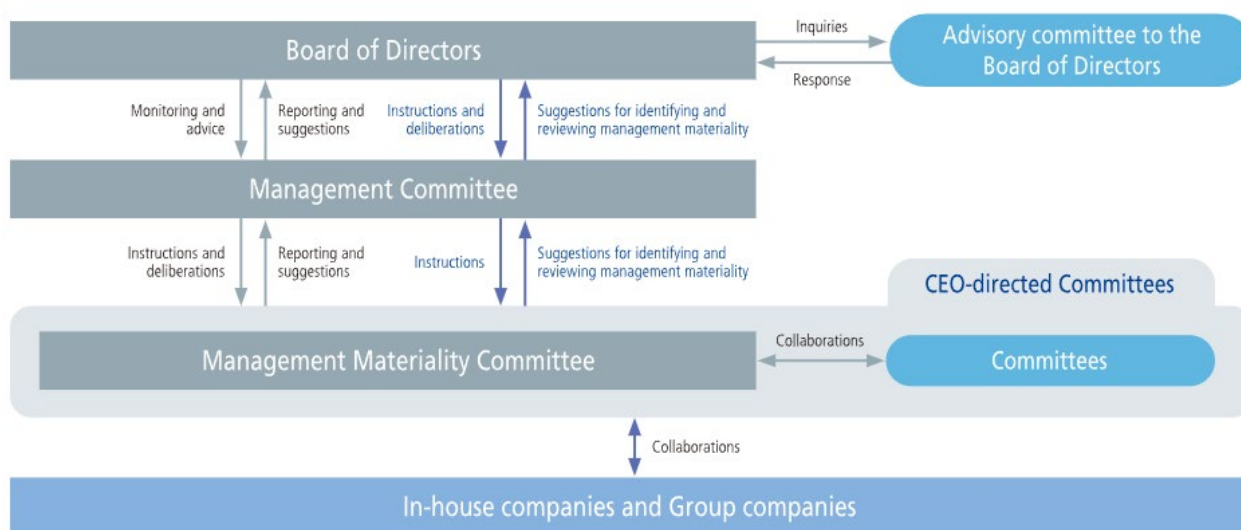 Board of Directors
Inquiries
Response
Advisory committee to the
Board of Directors
Monitoring and
advice
Reporting and
suggestions
Instructions and
deliberations
Suggestions for identifying and
reviewing management materiality
Management Committee
Instructions and
deliberations
Reporting and
suggestions
Instructions
Suggestions for identifying and
reviewing management materiality
CEO-directed Committees
Management Materiality Committee
Collaborations
Committees
Collaborations
In-house companies and Group companies